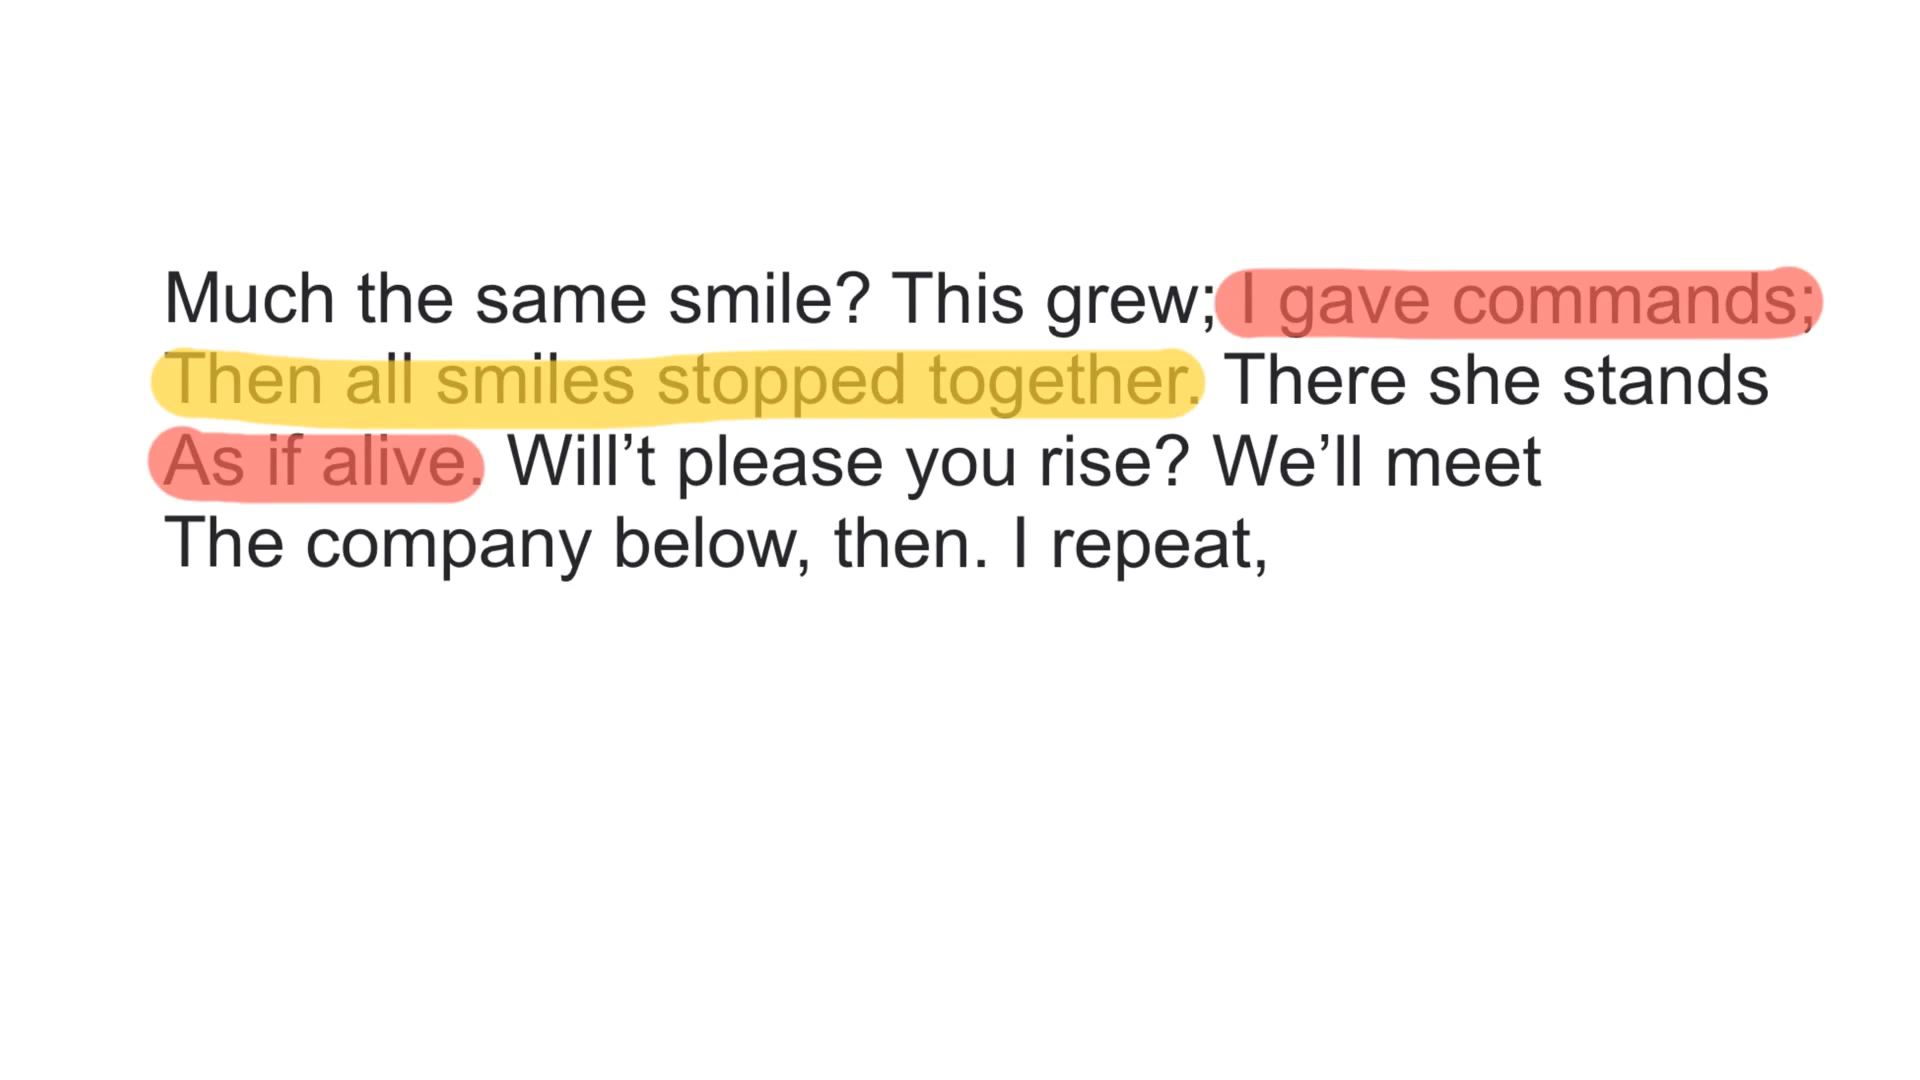 Much the same smile? This grew; I gave commands;
Then all smiles stopped together. There she stands
As if alive. Will’t please you rise? We’ll meet
The company below, then. I repeat,